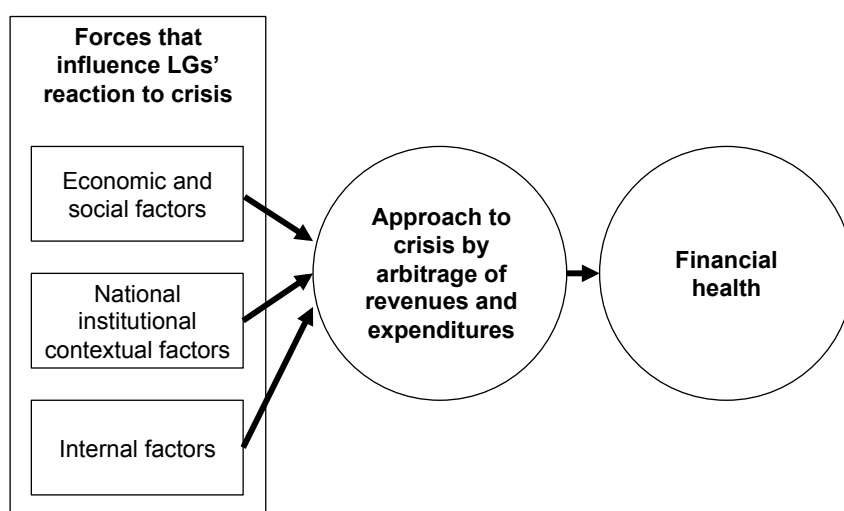 Forces that
influence LGs’
reaction to crisis
Economic and
social factors
National
institutional
contextual factors
Internal factors
Approach to
crisis by
arbitrage of
revenues and
expenditures
Financial
health